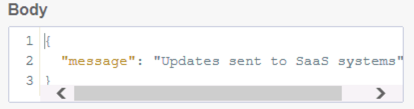 Body
1 {
2 "message": "Updates sent to SaaS systems"
3 }